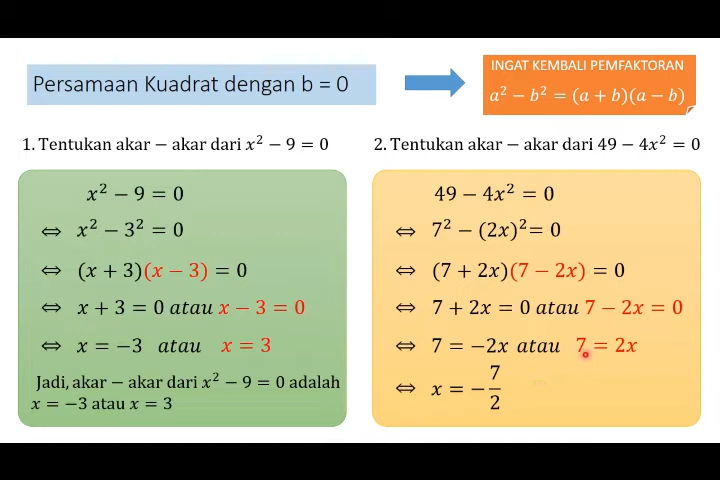 Persamaan Kuadrat dengan b = 0
INGAT KEMBALI PEMFAKTORAN
a² − b² = (a + b)(a − b)
1. Tentukan akar − akar dari x² − 9 = 0
x² − 9 = 0
⇔ x² − 3² = 0
⇔ (x + 3)(x − 3) = 0
⇔ x + 3 = 0 atau x − 3 = 0
⇔ x = −3 atau x = 3
Jadi, akar − akar dari x² − 9 = 0 adalah
x = −3 atau x = 3
2. Tentukan akar − akar dari 49 − 4x² = 0
49 − 4x² = 0
⇔ 7² − (2x)² = 0
⇔ (7 + 2x)(7 − 2x) = 0
⇔ 7 + 2x = 0 atau 7 − 2x = 0
⇔ 7 = −2x atau 7 = 2x
⇔ x = −7/2